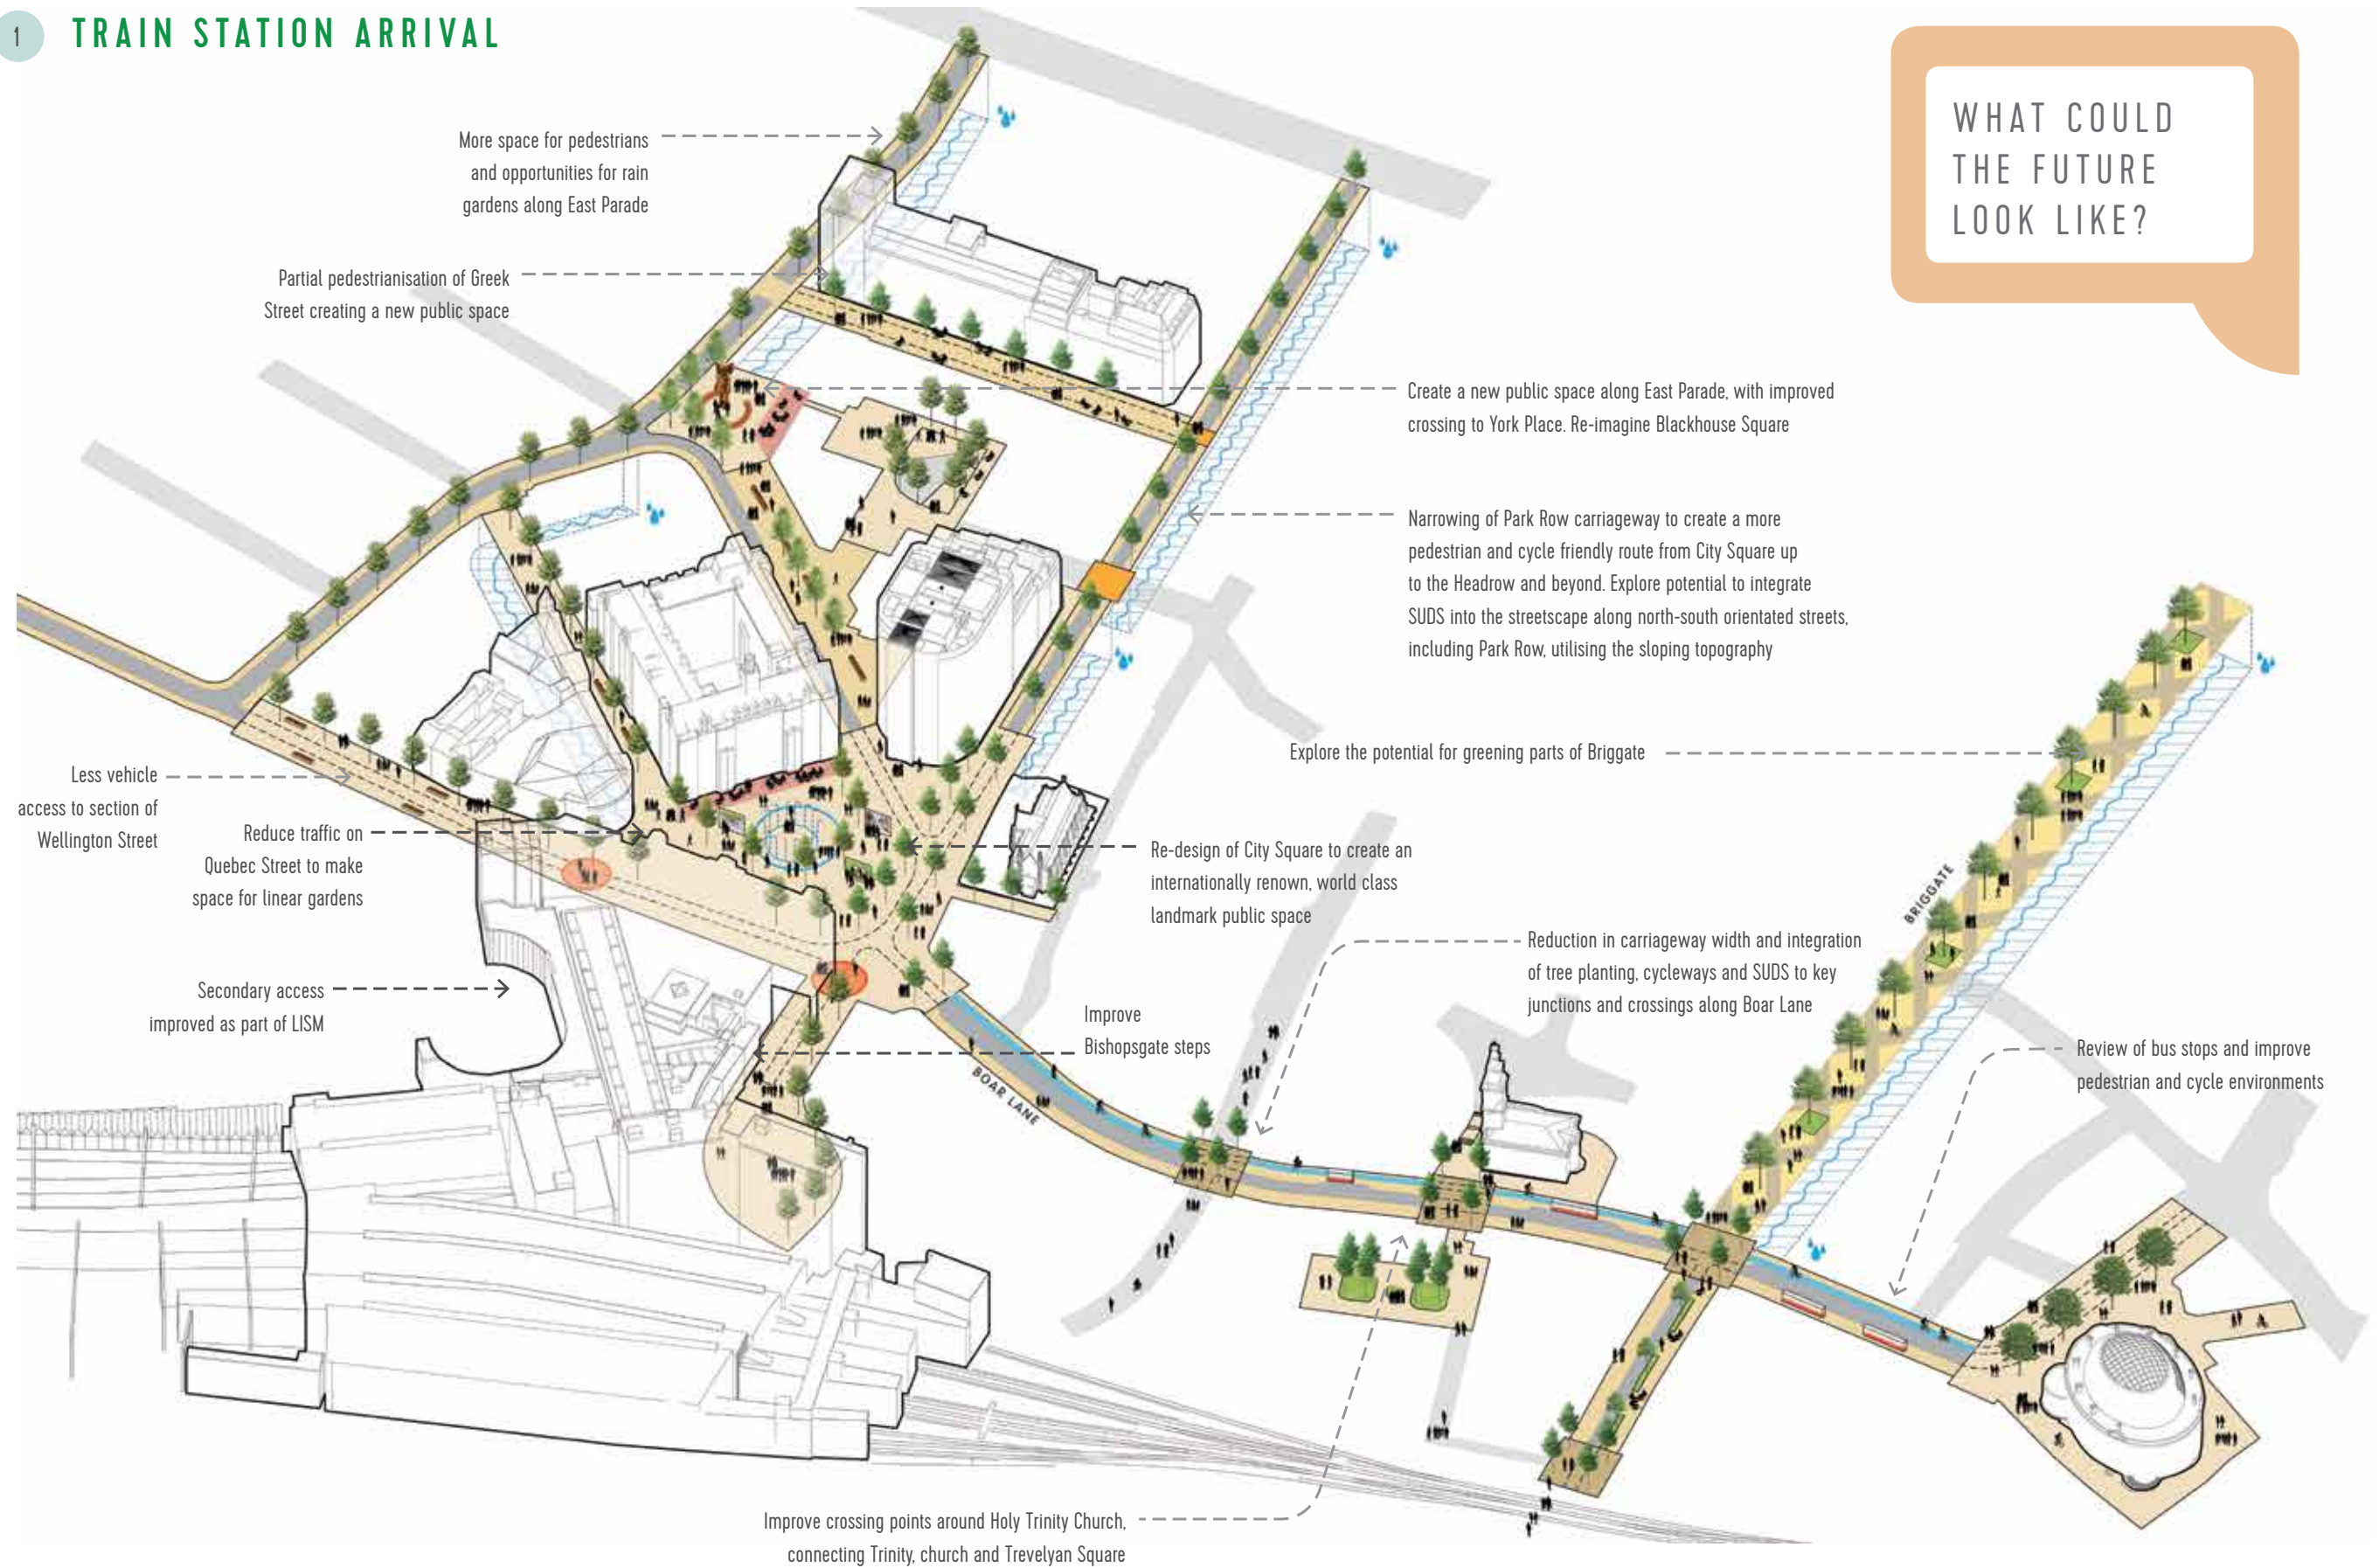 1
TRAIN STATION ARRIVAL
WHAT COULD
THE FUTURE
LOOK LIKE?
More space for pedestrians
and opportunities for rain
gardens along East Parade
Partial pedestrianisation of Greek
Street creating a new public space
Create a new public space along East Parade, with improved
crossing to York Place. Re-imagine Blackhouse Square
Narrowing of Park Row carriageway to create a more
pedestrian and cycle friendly route from City Square up
to the Headrow and beyond. Explore potential to integrate
SUDS into the streetscape along north-south orientated streets,
including Park Row, utilising the sloping topography
Explore the potential for greening parts of Briggate
Less vehicle
access to section of
Wellington Street
Reduce traffic on
Quebec Street to make
space for linear gardens
Re-design of City Square to create an
internationally renown, world class
landmark public space
BRIGGATE
Reduction in carriageway width and integration
of tree planting, cycleways and SUDS to key
junctions and crossings along Boar Lane
Secondary access
improved as part of LISM
Improve
Bishopsgate steps
BOAR LANE
Review of bus stops and improve
pedestrian and cycle environments
Improve crossing points around Holy Trinity Church,
connecting Trinity, church and Trevelyan Square